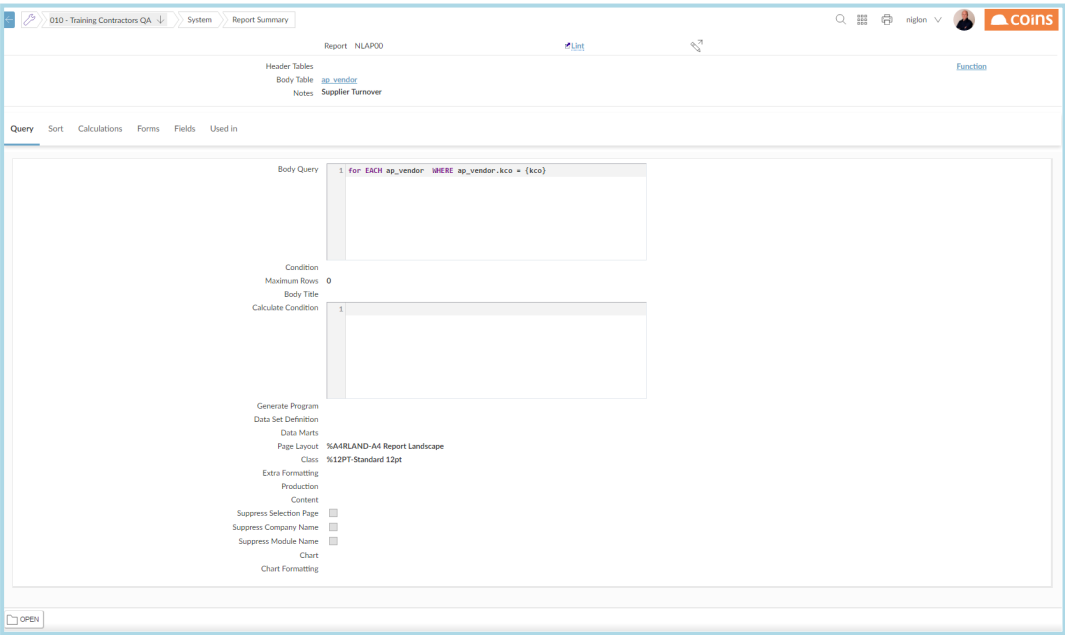 010 - Training Contractors QA System Report Summary niglon coins
Report NLAP00 Lint
Header Tables Function
Body Table ap_vendor
Notes Supplier Turnover
Query Sort Calculations Forms Fields Used in
Body Query 1 for EACH ap_vendor  WHERE ap_vendor.kco = {kco}
Condition
Maximum Rows 0
Body Title
Calculate Condition 1
Generate Program
Data Set Definition
Data Marts
Page Layout %A4RLAND-A4 Report Landscape
Class %12PT-Standard 12pt
Extra Formatting
Production
Content
Suppress Selection Page
Suppress Company Name
Suppress Module Name
Chart
Chart Formatting
OPEN